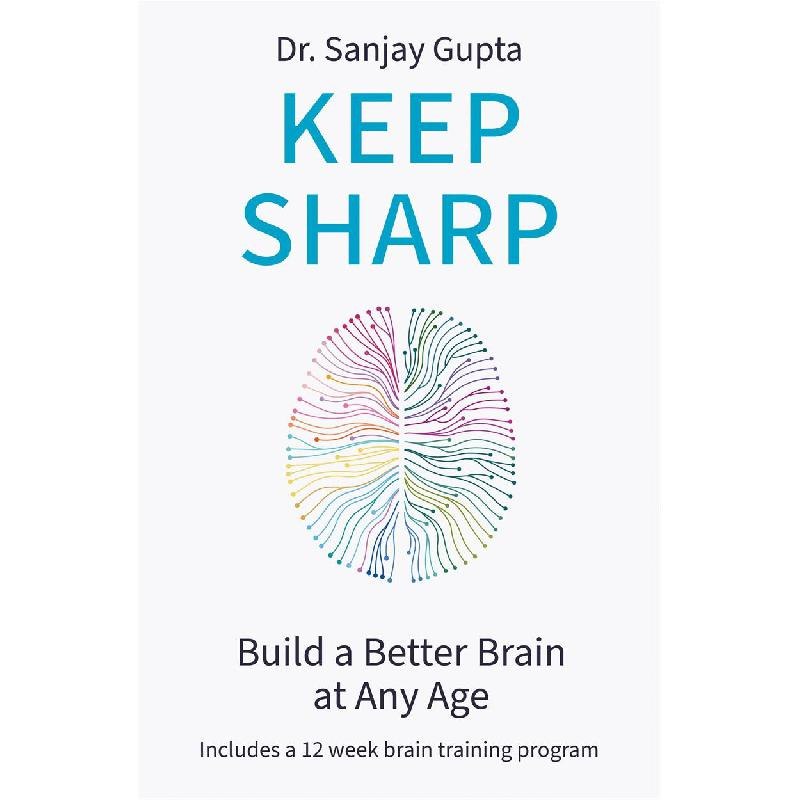 Dr. Sanjay Gupta
KEEP
SHARP
Build a Better Brain
at Any Age
Includes a 12 week brain training program